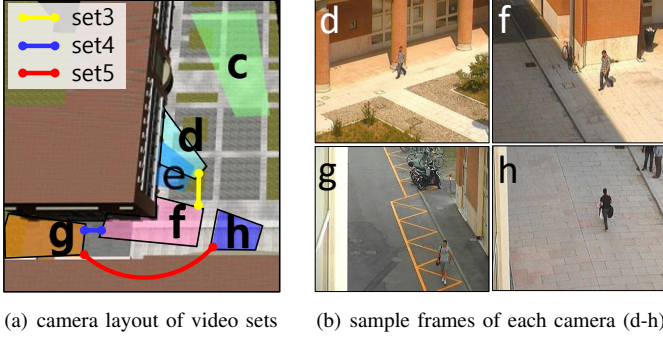 set3
set4
set5
c
d
e
f
g
h
d
f
g
h
(a) camera layout of video sets
(b) sample frames of each camera (d-h)